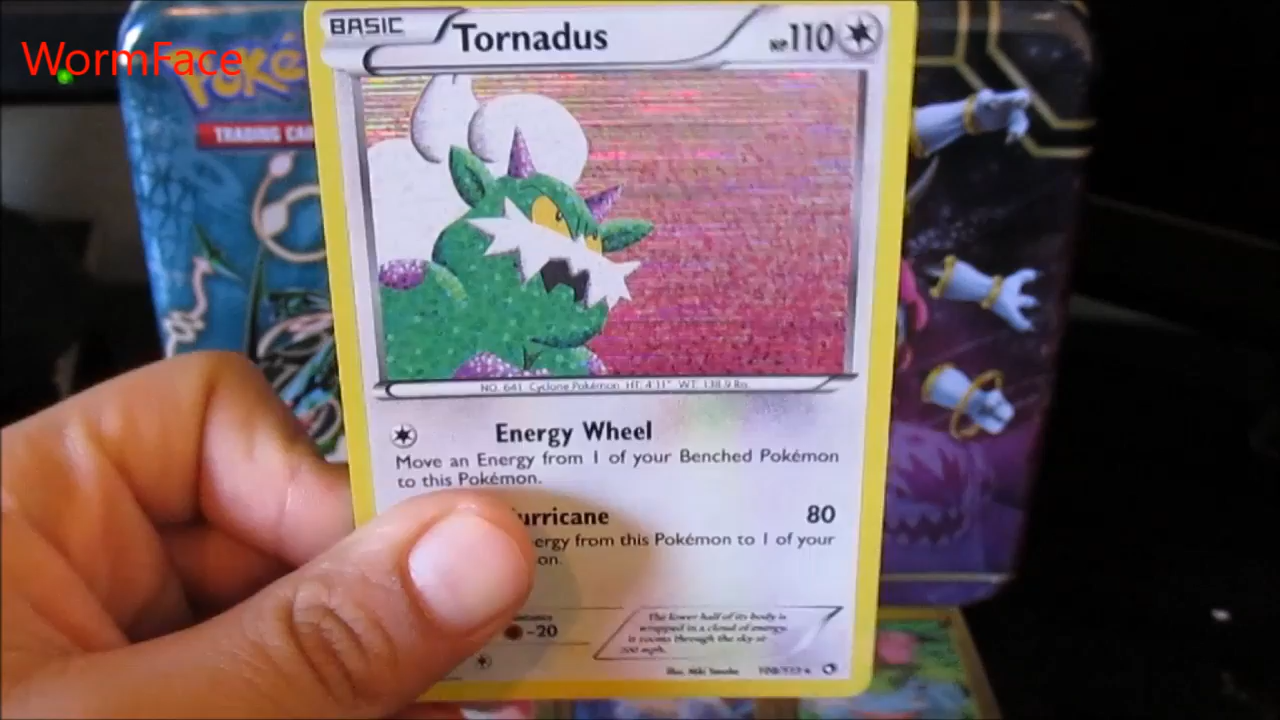 WormFace
POKé
TRADING CAR
BASIC
Tornadus
HP110
NO. 641 Cyclone Pokémon HT: 4'11" WT: 138.9 lbs.
Energy Wheel
Move an Energy from 1 of your Benched Pokémon
to this Pokémon.
urricane 80
ergy from this Pokémon to 1 of your
on.
-20
The lower half of its body is
wrapped in a cloud of energy.
It zooms through the sky at
200 mph.